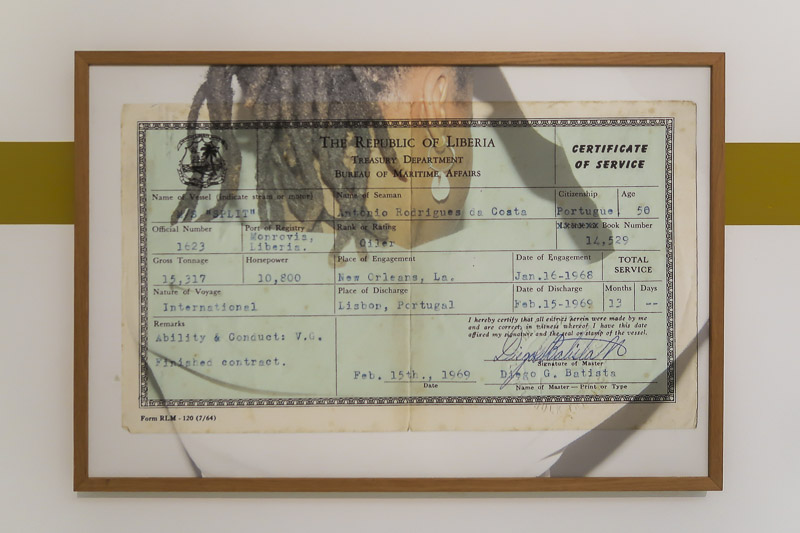 THE REPUBLIC OF LIBERIA
TREASURY DEPARTMENT
BUREAU OF MARITIME AFFAIRS
CERTIFICATE
OF SERVICE
Name of Vessel (indicate steam or motor)
M/S "SPLIT"
Name of Seaman
Antonio Rodrigues da Costa
Citizenship
Portugue
Age
50
Official Number
1623
Port of Registry
Monrovia,
Liberia.
Rank or Rating
Oiler
Book Number
14,529
Gross Tonnage
15,317
Horsepower
10,800
Place of Engagement
New Orleans, La.
Date of Engagement
Jan.16-1968
TOTAL
SERVICE
Nature of Voyage
International
Place of Discharge
Lisbon, Portugal
Date of Discharge
Feb.15-1969
Months
13
Days
--
Remarks
Ability & Conduct: V.G.
Finished contract.
I hereby certify that all entries herein were made by me
and are correct; in witness whereof I have this date
affixed my signature and the seal or stamp of the vessel.
Signature of Master
Feb. 15th., 1969
Date
Diego G. Batista
Name of Master—Print or Type
Form RLM - 120 (7/64)